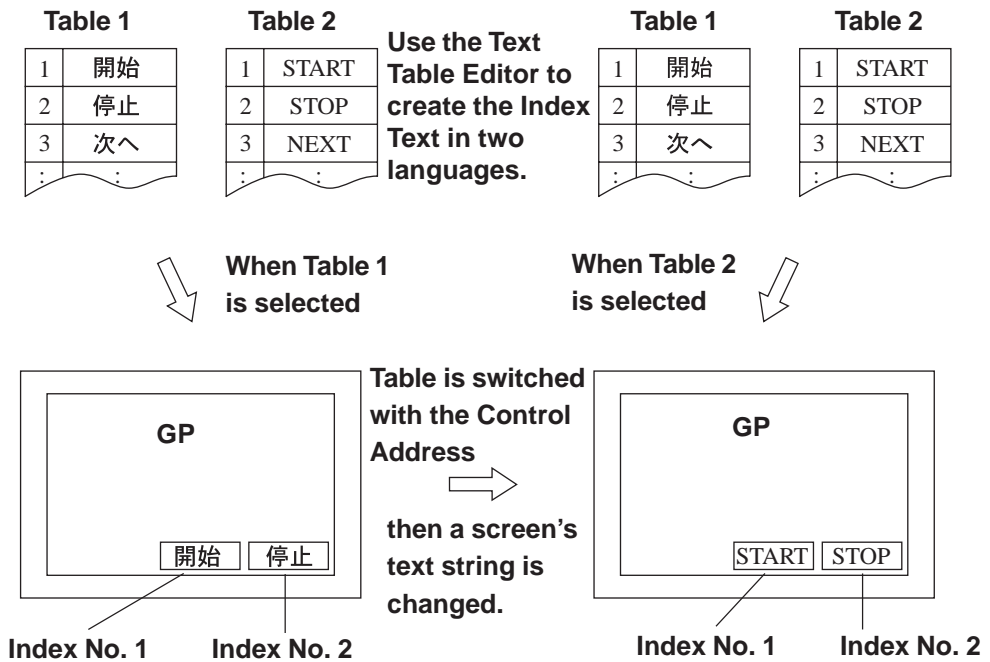 Table 1
1 開始
2 停止
3 次へ
: :
Table 2
1 START
2 STOP
3 NEXT
: :
Use the Text
Table Editor to
create the Index
Text in two
languages.
Table 1
1 開始
2 停止
3 次へ
: :
Table 2
1 START
2 STOP
3 NEXT
: :
When Table 1
is selected
When Table 2
is selected
GP
開始 停止
Index No. 1 Index No. 2
Table is switched
with the Control
Address
then a screen's
text string is
changed.
GP
START STOP
Index No. 1 Index No. 2